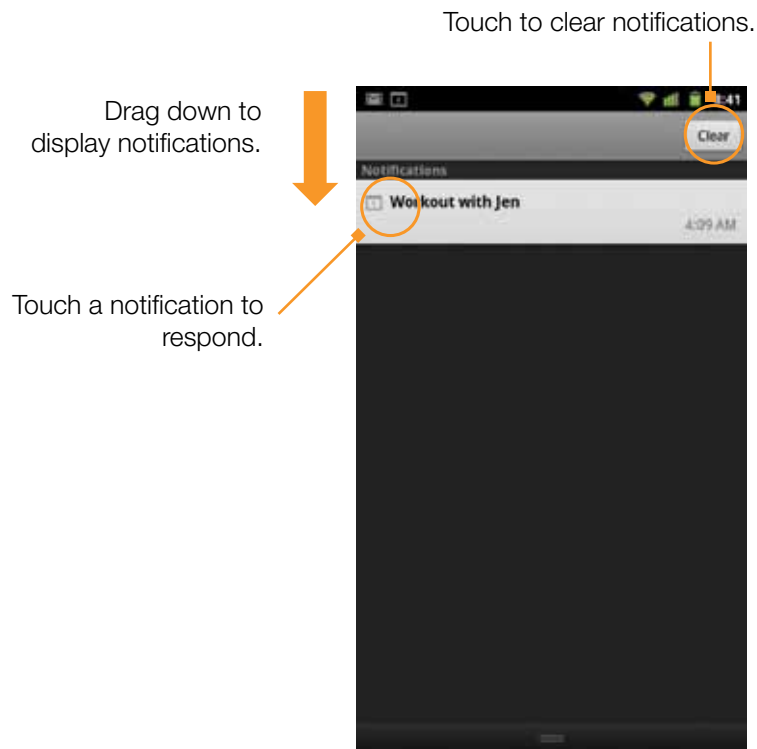 Touch to clear notifications.
Drag down to
display notifications.
Clear
Notifications
Workout with Jen
4:09 AM
Touch a notification to
respond.